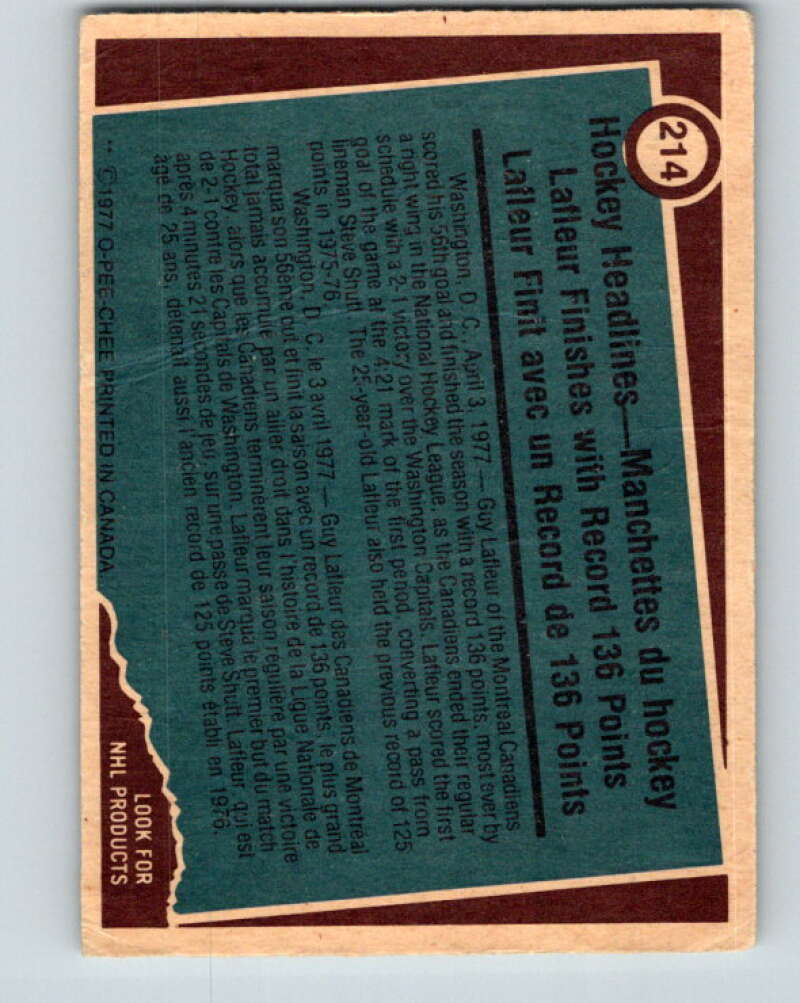 214
Hockey Headlines—Manchettes du hockey
Lafleur Finishes with Record 136 Points
Lafleur Finit avec un Record de 136 Points
Washington, D.C., April 3, 1977 — Guy Lafleur of the Montreal Canadiens
scored his 56th goal and finished the season with a record 136 points, most ever by
a right wing in the National Hockey League, as the Canadiens ended their regular
schedule with a 2-1 victory over the Washington Capitals. Lafleur scored the first
goal of the game at the 4:21 mark of the first period, converting a pass from
lineman Steve Shutt. The 25-year-old Lafleur also held the previous record of 125
points in 1975-76.
Washington, D.C. le 3 avril 1977 — Guy Lafleur des Canadiens de Montréal
marqua son 56ème but et finit la saison avec un record de 136 points, le plus grand
total jamais accumulé par un ailier droit dans l'histoire de la Ligue Nationale de
Hockey, alors que les Canadiens terminèrent leur saison régulière par une victoire
de 2-1 contre les Capitals de Washington. Lafleur marqua le premier but du match
après 4 minutes 21 secondes de jeu, sur une passe de Steve Shutt. Lafleur, qui est
âgé de 25 ans, détenait aussi l'ancien record de 125 points établi en 1976.
** ©1977 O-PEE-CHEE PRINTED IN CANADA
LOOK FOR
NHL PRODUCTS